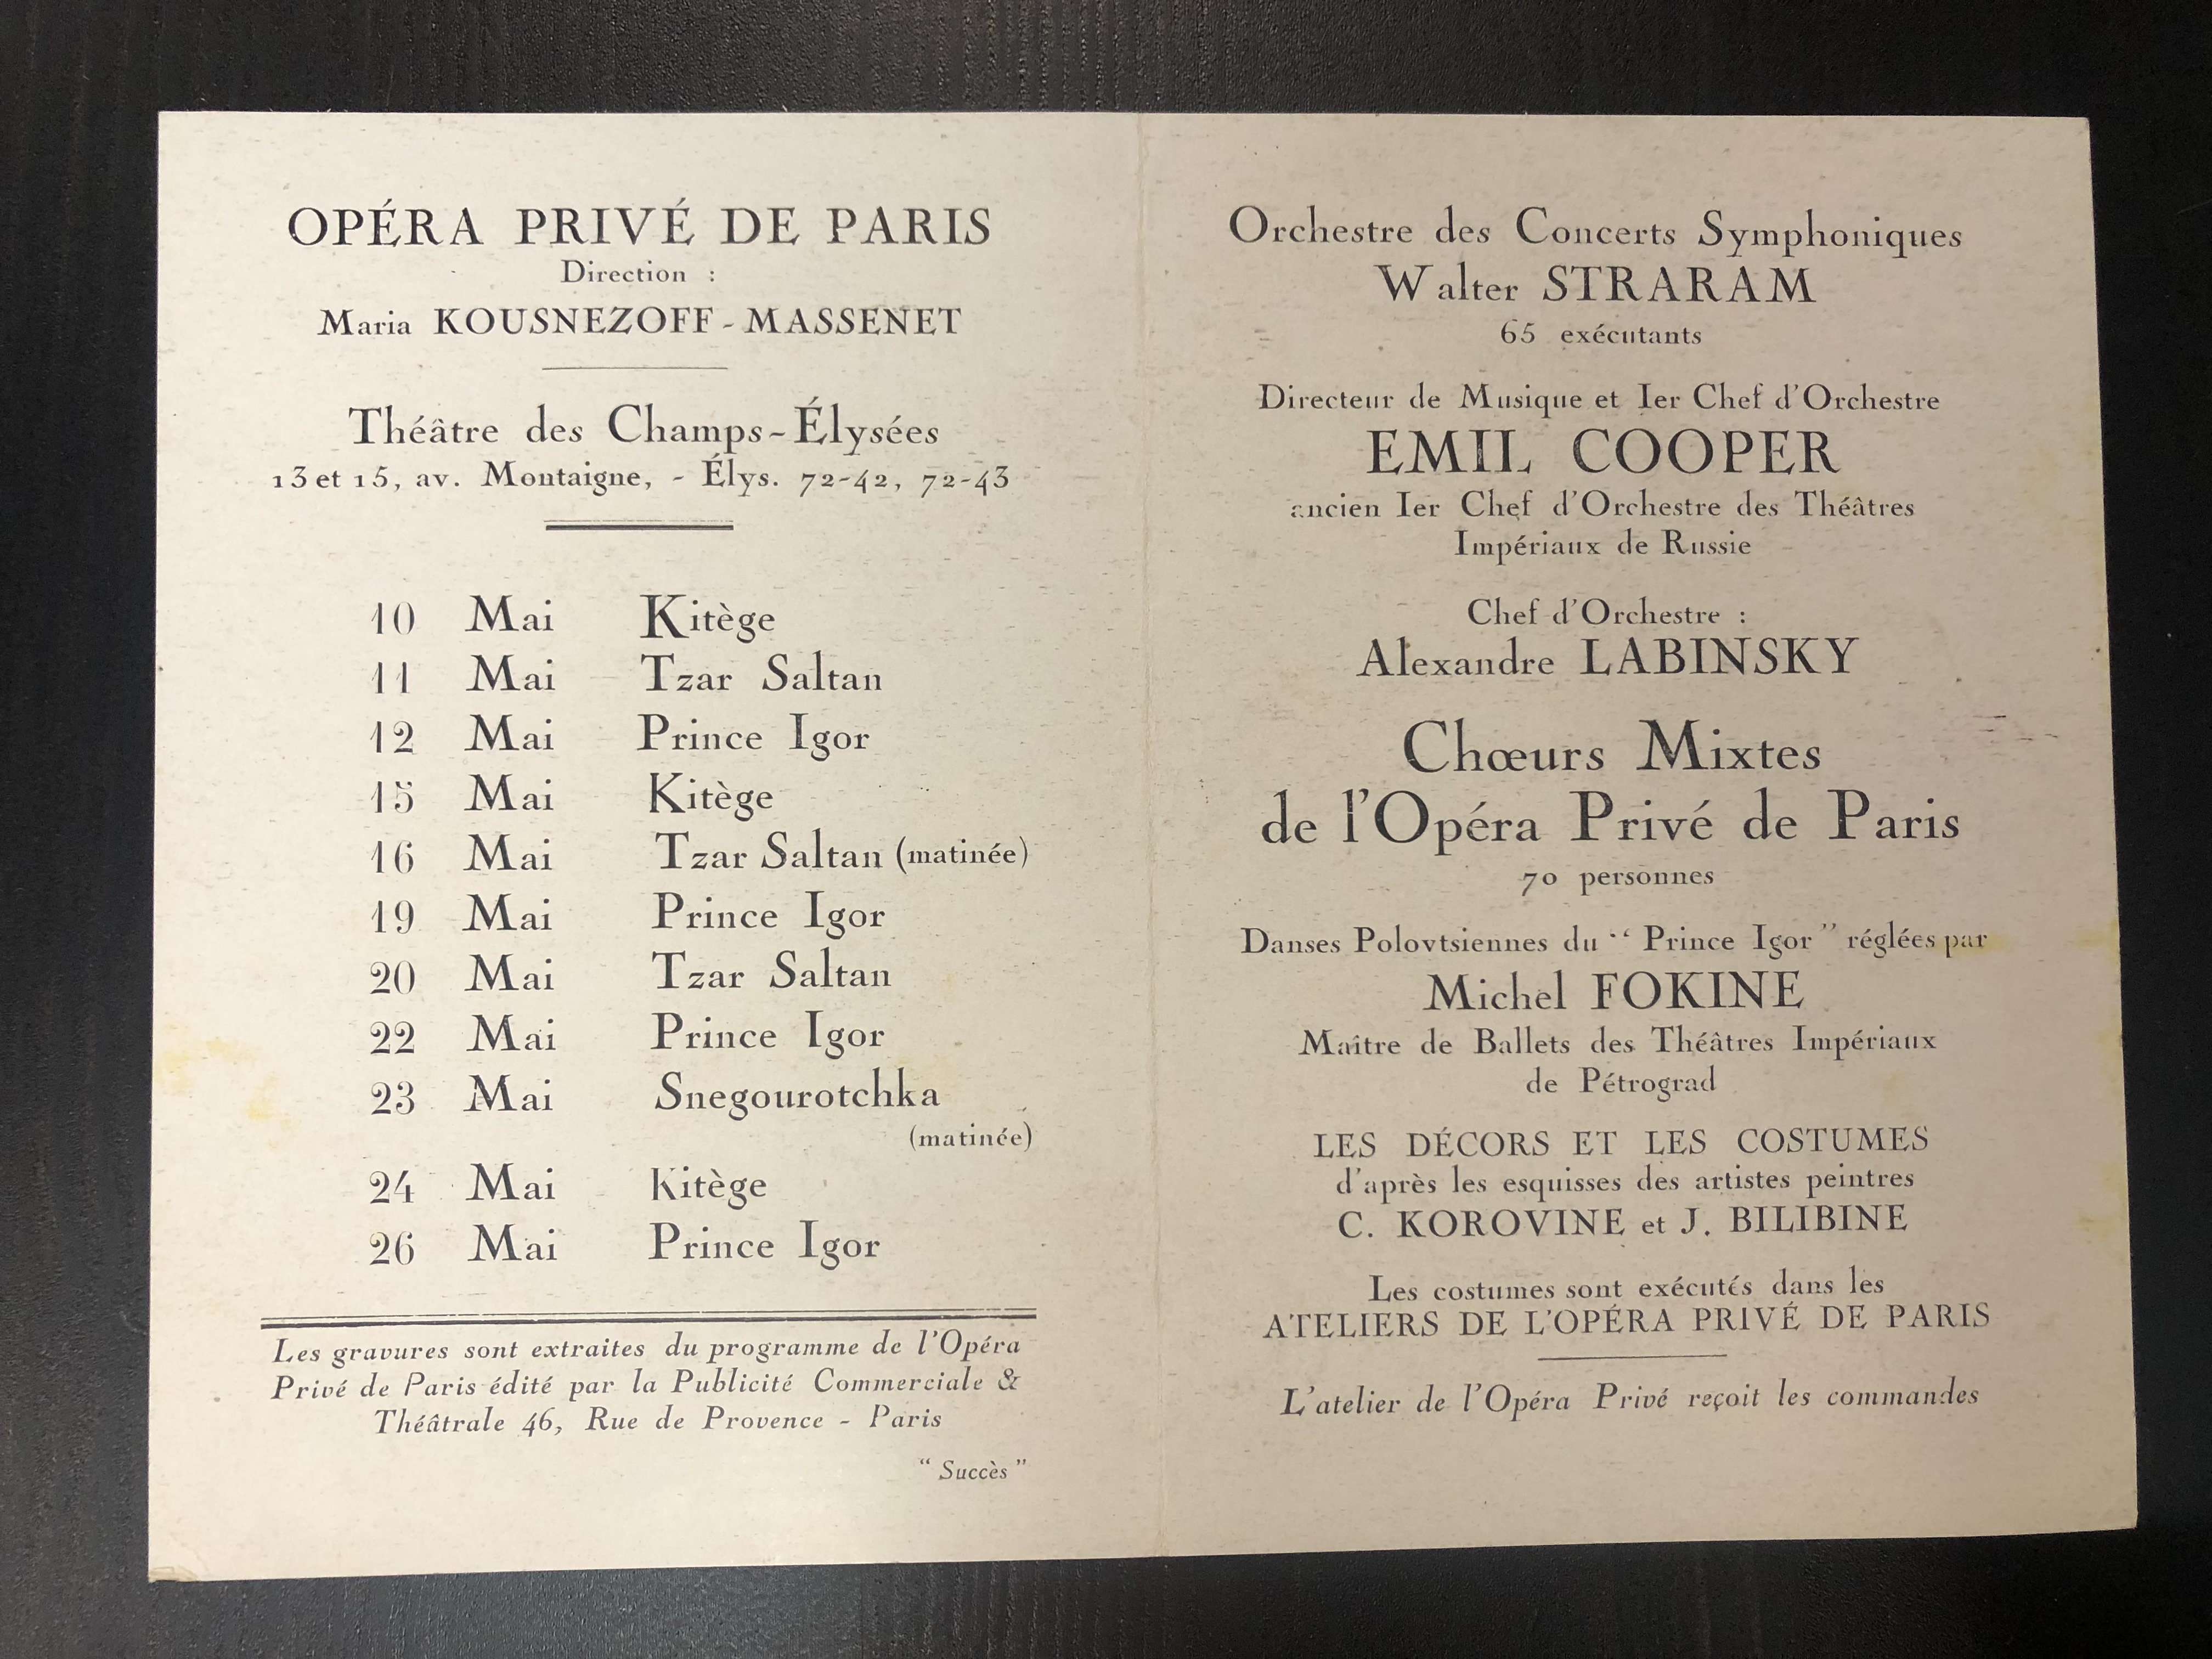 OPÉRA PRIVÉ DE PARIS
Direction :
Maria KOUSNEZOFF-MASSENET
Théâtre des Champs-Élysées
13 et 15, av. Montaigne, - Élys. 72-42, 72-43
10 Mai Kitège
11 Mai Tzar Saltan
12 Mai Prince Igor
15 Mai Kitège
16 Mai Tzar Saltan (matinée)
19 Mai Prince Igor
20 Mai Tzar Saltan
22 Mai Prince Igor
23 Mai Snegourotchka
(matinée)
24 Mai Kitège
26 Mai Prince Igor
Les gravures sont extraites du programme de l'Opéra
Privé de Paris édité par la Publicité Commerciale &
Théâtrale 46, Rue de Provence - Paris
“ Succès ”
Orchestre des Concerts Symphoniques
Walter STRARAM
65 exécutants
Directeur de Musique et Ier Chef d'Orchestre
EMIL COOPER
ancien Ier Chef d'Orchestre des Théâtres
Impériaux de Russie
Chef d'Orchestre :
Alexandre LABINSKY
Chœurs Mixtes
de l'Opéra Privé de Paris
70 personnes
Danses Polovtsiennes du “ Prince Igor ” réglées par
Michel FOKINE
Maître de Ballets des Théâtres Impériaux
de Pétrograd
LES DÉCORS ET LES COSTUMES
d'après les esquisses des artistes peintres
C. KOROVINE et J. BILIBINE
Les costumes sont exécutés dans les
ATELIERS DE L'OPÉRA PRIVÉ DE PARIS
L'atelier de l'Opéra Privé reçoit les commandes